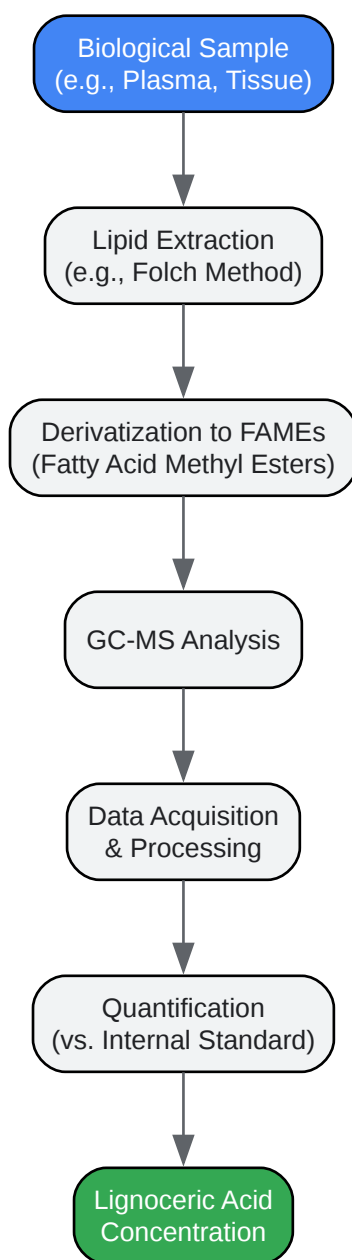 Biological Sample
(e.g., Plasma, Tissue)
Lipid Extraction
(e.g., Folch Method)
Derivatization to FAMEs
(Fatty Acid Methyl Esters)
GC-MS Analysis
Data Acquisition
& Processing
Quantification
(vs. Internal Standard)
Lignoceric Acid
Concentration